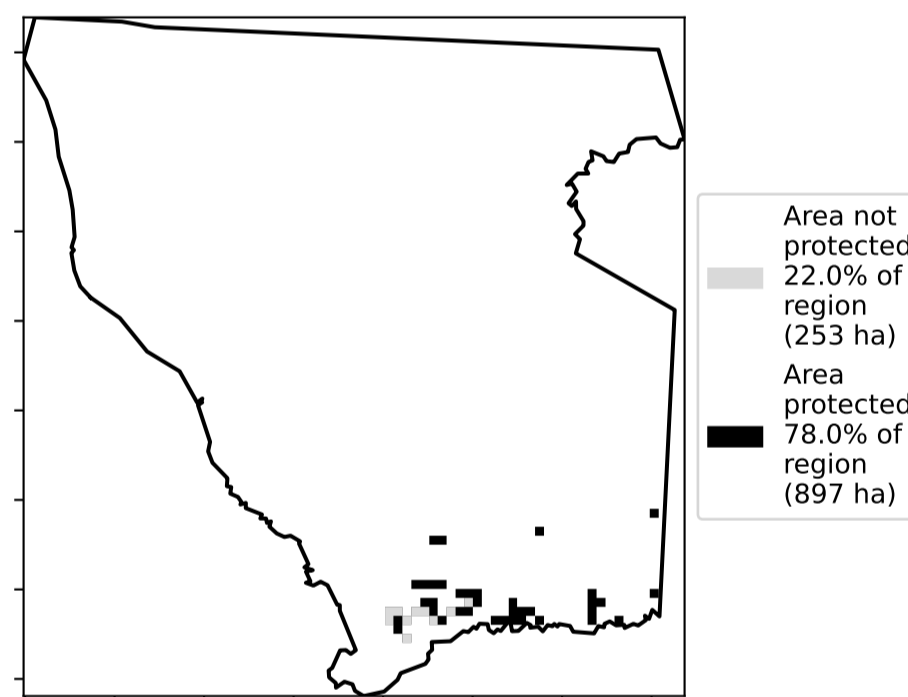 Area not
protected
22.0% of
region
(253 ha)
Area
protected
78.0% of
region
(897 ha)